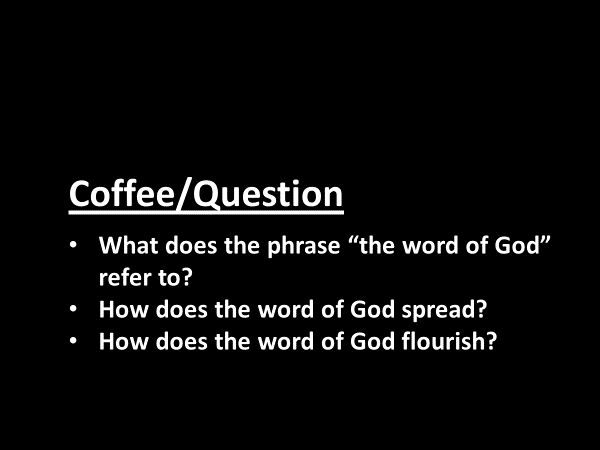 Coffee/Question
• What does the phrase “the word of God”
refer to?
• How does the word of God spread?
• How does the word of God flourish?